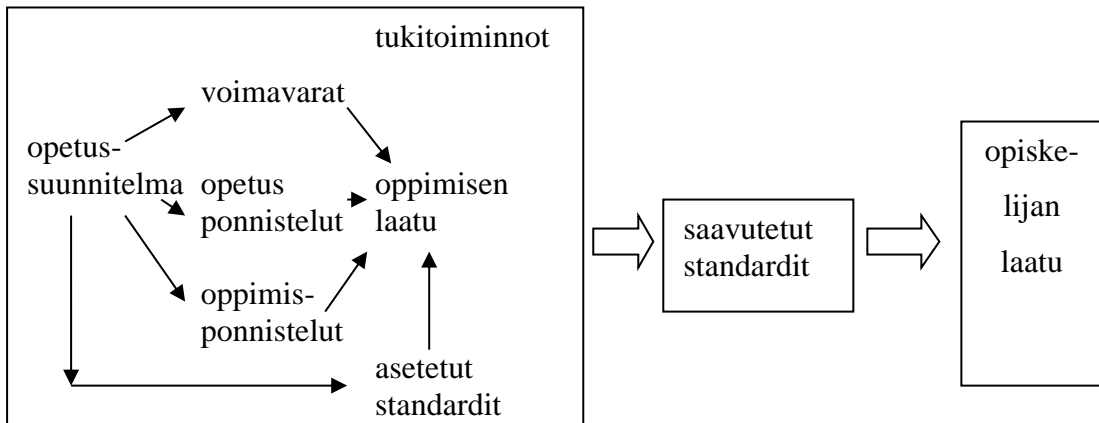 tukitoiminnot
voimavarat
opetus-
suunnitelma
opetus
ponnistelut
oppimisen
laatu
oppimis-
ponnistelut
asetetut
standardit
saavutetut
standardit
opiske-
lijan
laatu